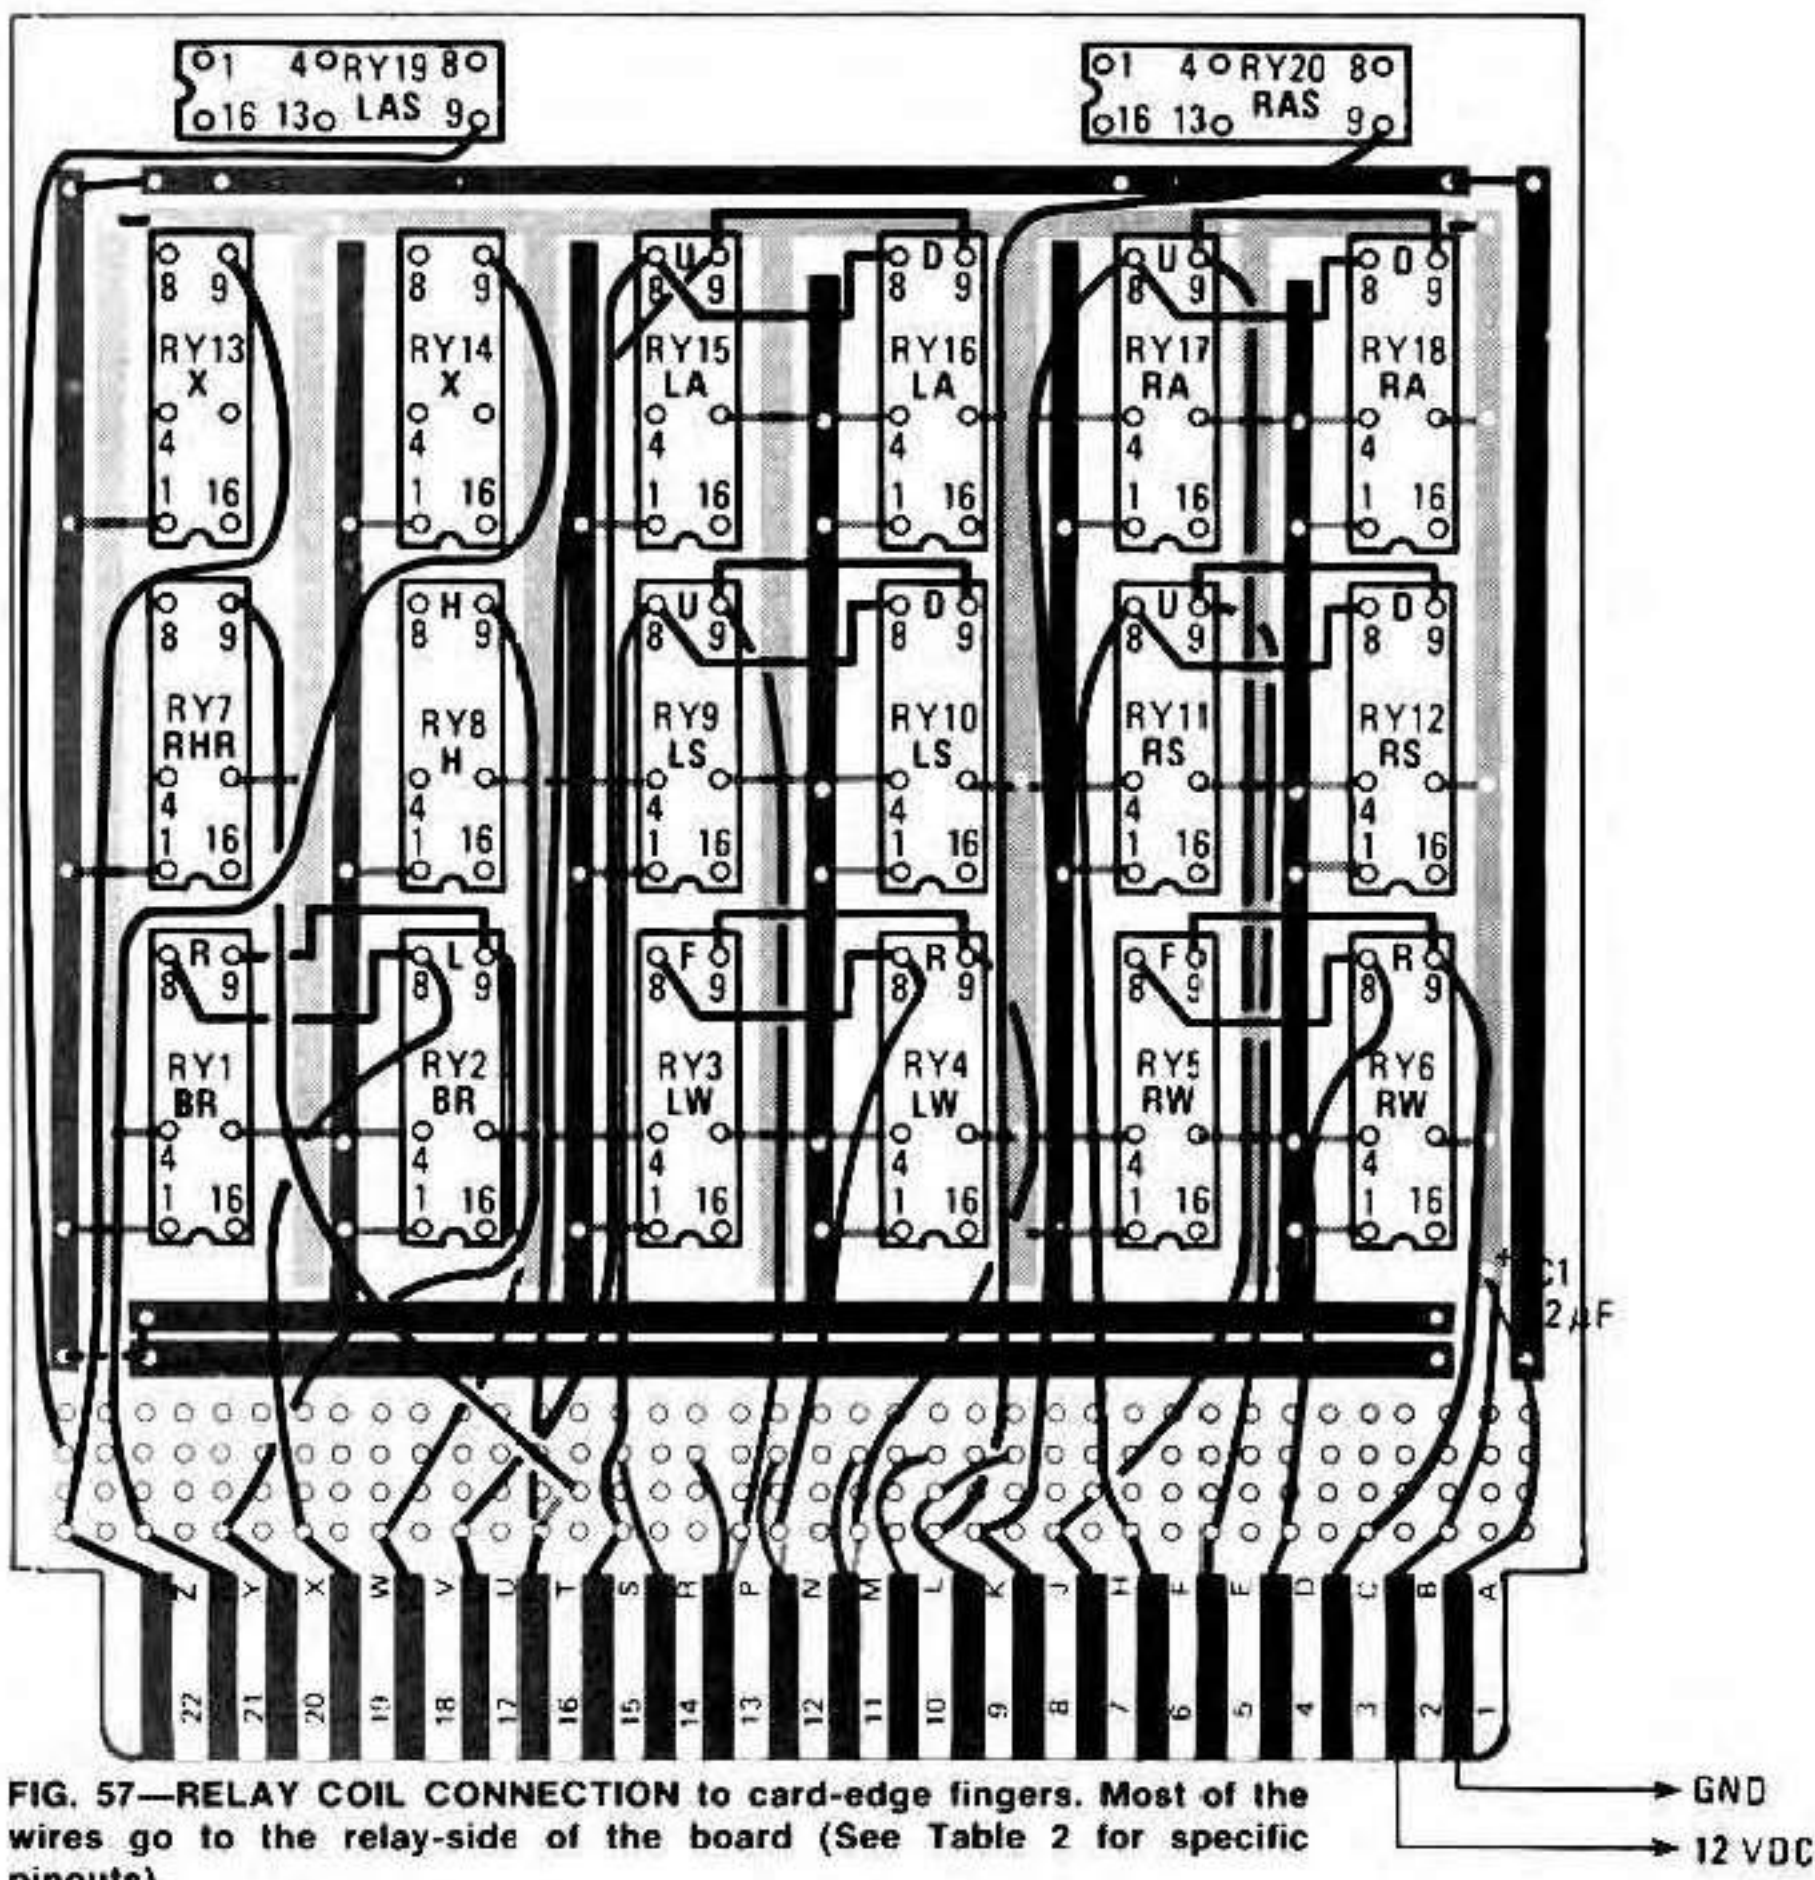 1 4 RY19 8
16 13 LAS 9
1 4 RY20 8
16 13 RAS 9
8 9
RY13
X
4
1 16
8 9
RY14
X
4
1 16
U
8 9
RY15
LA
4
1 16
D
8 9
RY16
LA
4
1 16
U
8 9
RY17
RA
4
1 16
D
8 9
RY18
RA
4
1 16
8 9
RY7
RHR
4
1 16
H
8 9
RY8
H
4
1 16
U
8 9
RY9
LS
4
1 16
D
8 9
RY10
LS
4
1 16
U
8 9
RY11
RS
4
1 16
D
8 9
RY12
RS
4
1 16
R
8 9
RY1
BR
4
1 16
L
8 9
RY2
BR
4
1 16
F
8 9
RY3
LW
4
1 16
R
8 9
RY4
LW
4
1 16
F
8 9
RY5
RW
4
1 16
R
8 9
RY6
RW
4
1 16
+
C1
2µF
Z Y X W V U T S R P N M L K J H F E D C B A
22 21 20 19 18 17 16 15 14 13 12 11 10 9 8 7 6 5 4 3 2 1
GND
12 VDC
FIG. 57—RELAY COIL CONNECTION to card-edge fingers. Most of the
wires go to the relay-side of the board (See Table 2 for specific
pinouts)